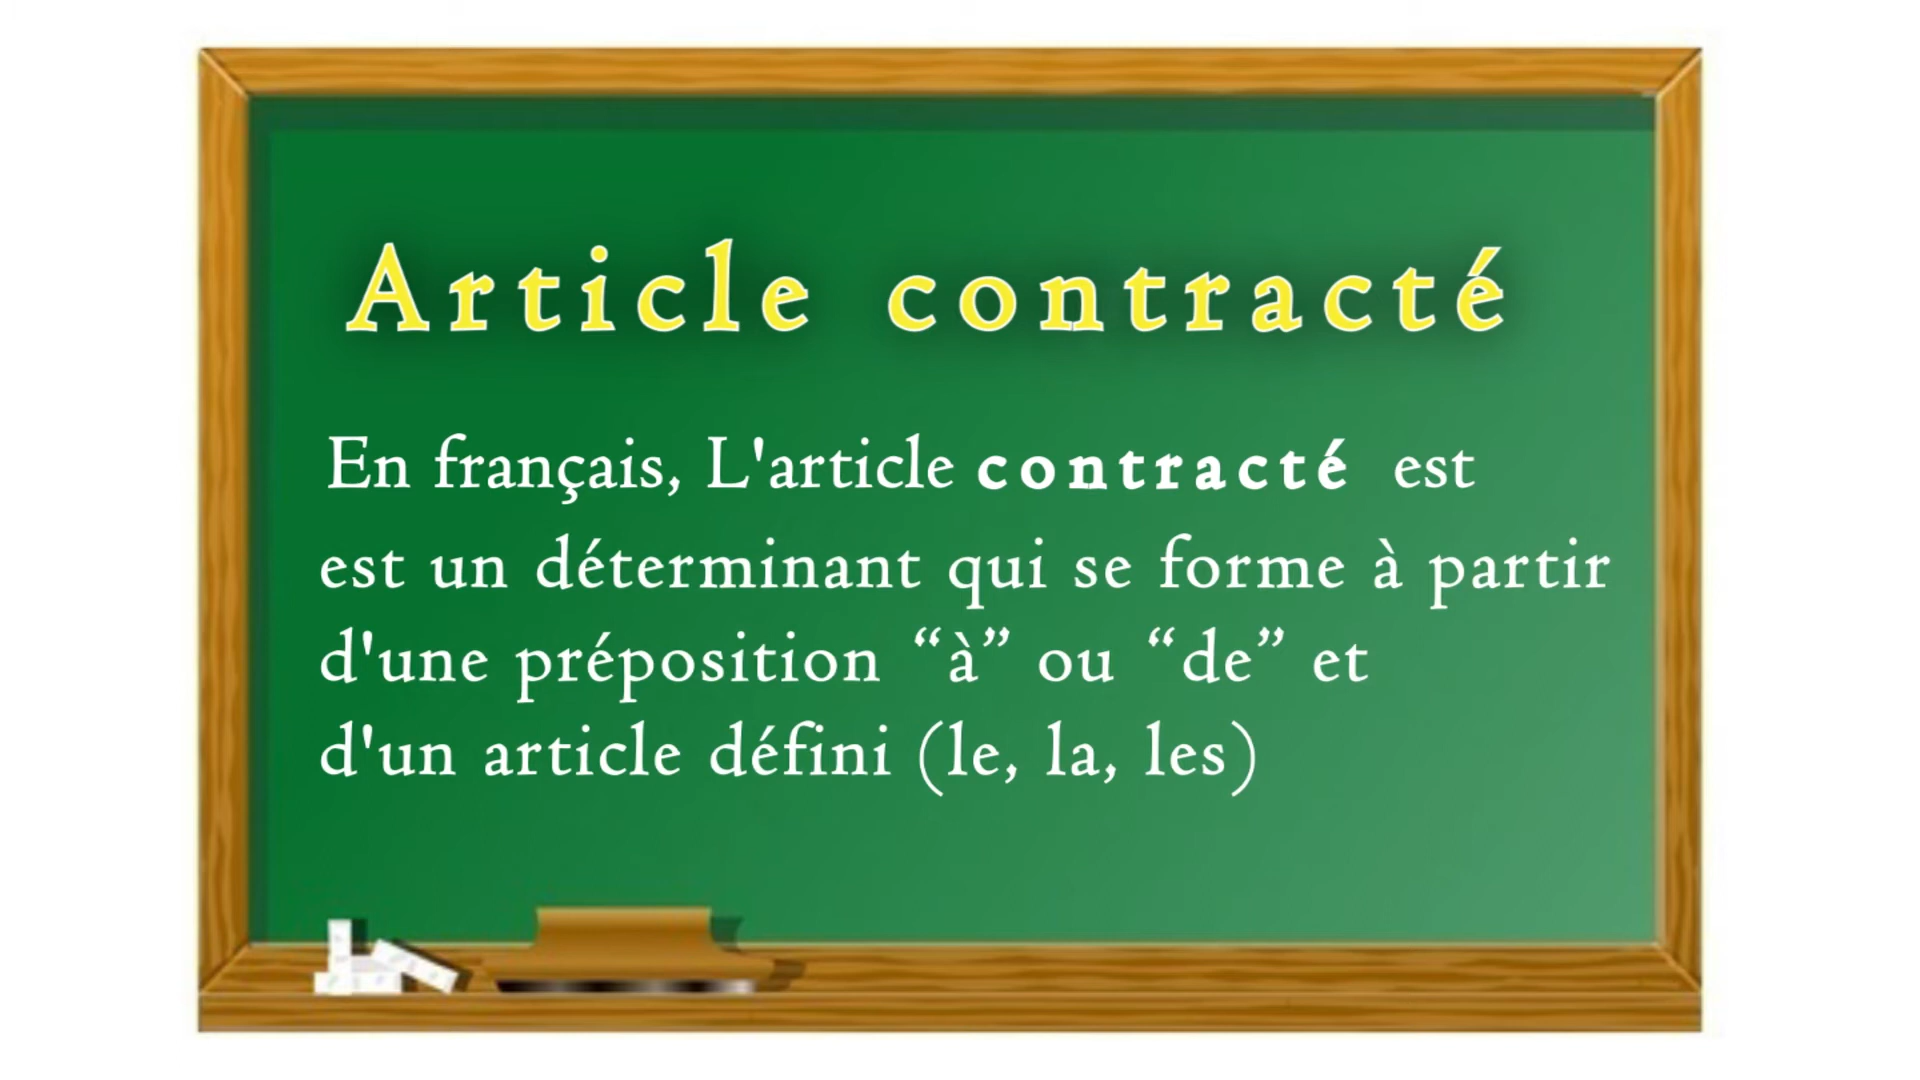 Article contracté
En français, L'article contracté est
est un déterminant qui se forme à partir
d'une préposition “à” ou “de” et
d'un article défini (le, la, les)